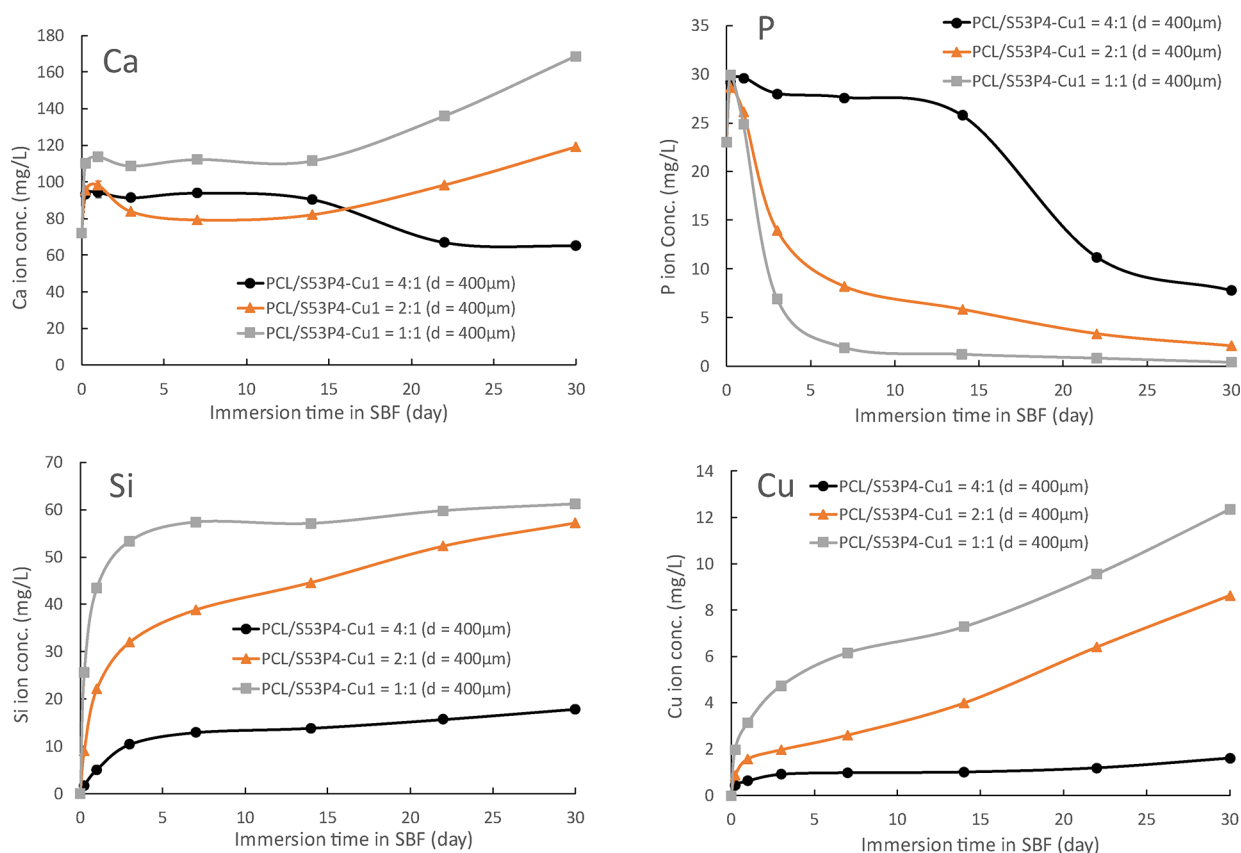 Ca
180
160
140
120
100
80
60
40
20
0
Ca ion conc. (mg/L)
PCL/S53P4-Cu1 = 4:1 (d = 400µm)
PCL/S53P4-Cu1 = 2:1 (d = 400µm)
PCL/S53P4-Cu1 = 1:1 (d = 400µm)
0 5 10 15 20 25 30
Immersion time in SBF (day)
P
PCL/S53P4-Cu1 = 4:1 (d = 400µm)
PCL/S53P4-Cu1 = 2:1 (d = 400µm)
PCL/S53P4-Cu1 = 1:1 (d = 400µm)
35
30
25
20
15
10
5
0
P ion Conc. (mg/L)
0 5 10 15 20 25 30
Immersion time in SBF (day)
Si
70
60
50
40
30
20
10
0
Si ion conc. (mg/L)
PCL/S53P4-Cu1 = 4:1 (d = 400µm)
PCL/S53P4-Cu1 = 2:1 (d = 400µm)
PCL/S53P4-Cu1 = 1:1 (d = 400µm)
0 5 10 15 20 25 30
Immersion time in SBF (day)
Cu
PCL/S53P4-Cu1 = 4:1 (d = 400µm)
PCL/S53P4-Cu1 = 2:1 (d = 400µm)
PCL/S53P4-Cu1 = 1:1 (d = 400µm)
14
12
10
8
6
4
2
0
Cu ion conc. (mg/L)
0 5 10 15 20 25 30
Immersion time in SBF (day)